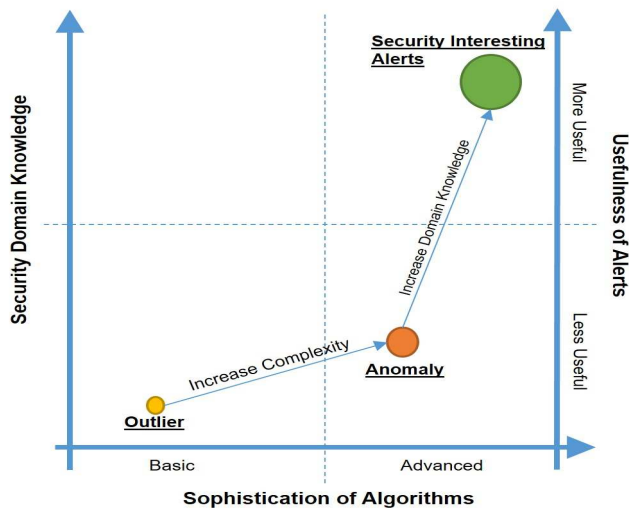 Security Interesting
Alerts
Security Domain Knowledge
More Useful
Usefulness of Alerts
Increase Domain Knowledge
Less Useful
Increase Complexity
Anomaly
Outlier
Basic
Advanced
Sophistication of Algorithms